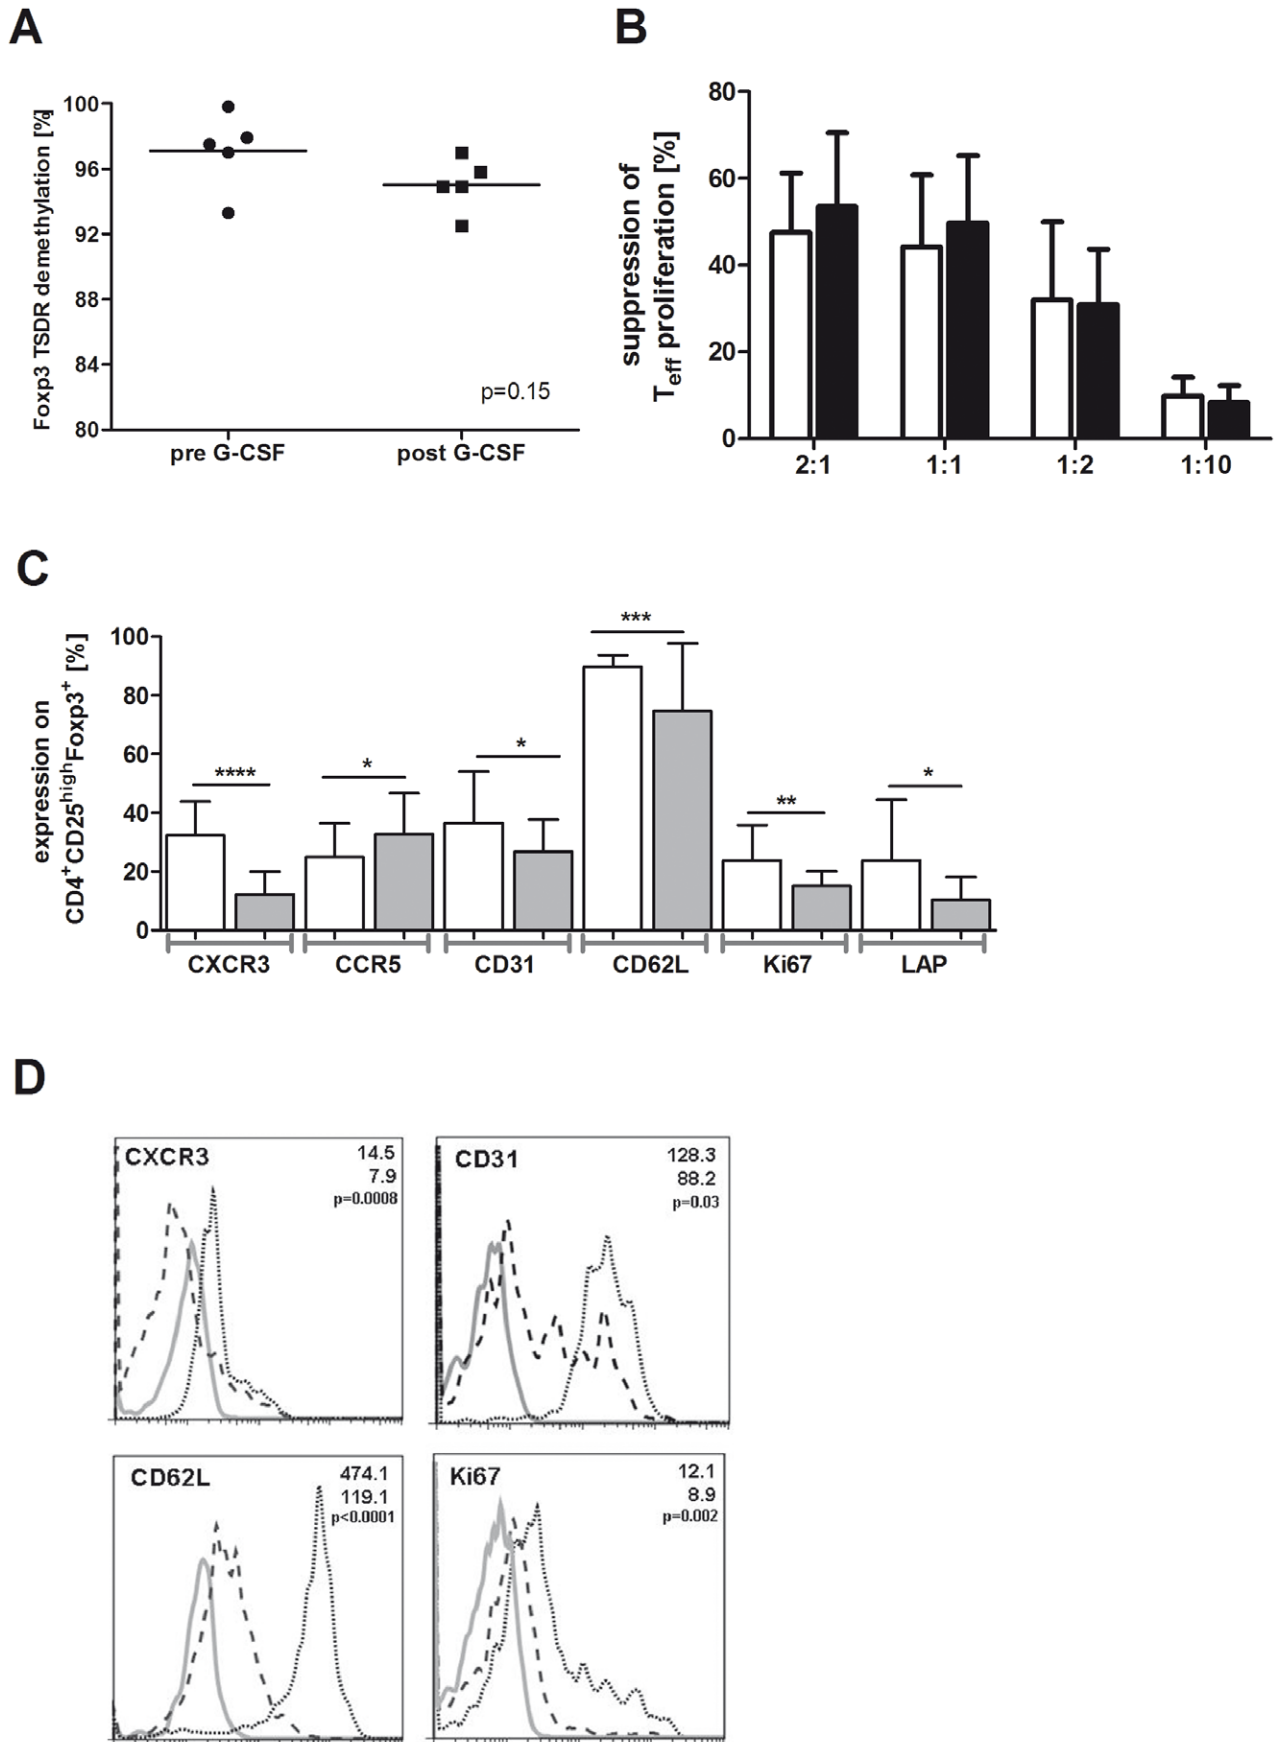 A
Foxp3 TSDR demethylation [%]
100
96
92
88
84
80
p=0.15
pre G-CSF
post G-CSF
B
suppression of
Teff proliferation [%]
80
60
40
20
0
2:1
1:1
1:2
1:10
C
expression on
CD4+CD25highFoxp3+ [%]
100
80
60
40
20
0
****
*
*
***
**
*
CXCR3
CCR5
CD31
CD62L
Ki67
LAP
D
CXCR3
14.5
7.9
p=0.0008
CD31
128.3
88.2
p=0.03
CD62L
474.1
119.1
p<0.0001
Ki67
12.1
8.9
p=0.002